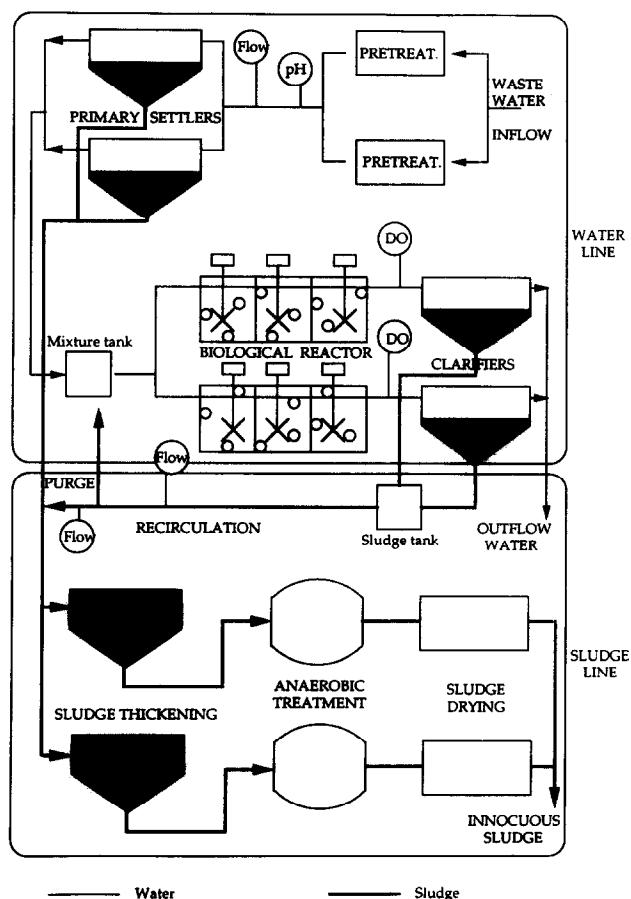 Flow
pH
PRETREAT.
WASTE
WATER
INFLOW
PRIMARY SETTLERS
PRETREAT.
WATER
LINE
DO
Mixture tank
BIOLOGICAL REACTOR
DO
CLARIFIERS
Flow
PURGE
Flow
RECIRCULATION
Sludge tank
OUTFLOW
WATER
SLUDGE
LINE
ANAEROBIC
TREATMENT
SLUDGE
DRYING
SLUDGE THICKENING
INNOCUOUS
SLUDGE
Water
Sludge